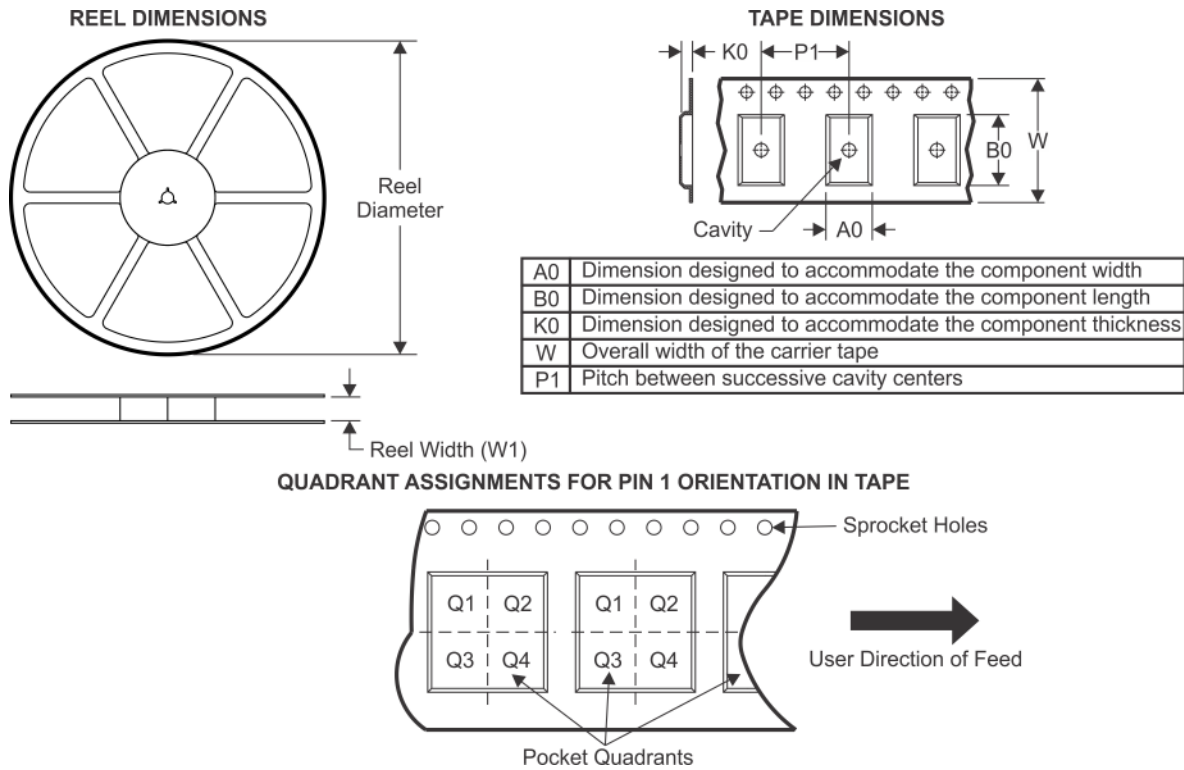 REEL DIMENSIONS
Reel
Diameter
Reel Width (W1)
TAPE DIMENSIONS
K0
P1
B0
W
Cavity
A0
A0 Dimension designed to accommodate the component width
B0 Dimension designed to accommodate the component length
K0 Dimension designed to accommodate the component thickness
W Overall width of the carrier tape
P1 Pitch between successive cavity centers
QUADRANT ASSIGNMENTS FOR PIN 1 ORIENTATION IN TAPE
Sprocket Holes
Q1 Q2 Q1 Q2
Q3 Q4 Q3 Q4
User Direction of Feed
Pocket Quadrants